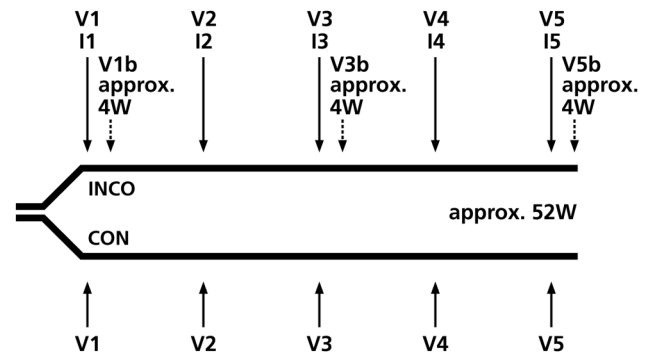 V1 V2 V3 V4 V5
I1 I2 I3 I4 I5
V1b V3b V5b
approx. approx. approx.
4W 4W 4W
INCO
approx. 52W
CON
V1 V2 V3 V4 V5